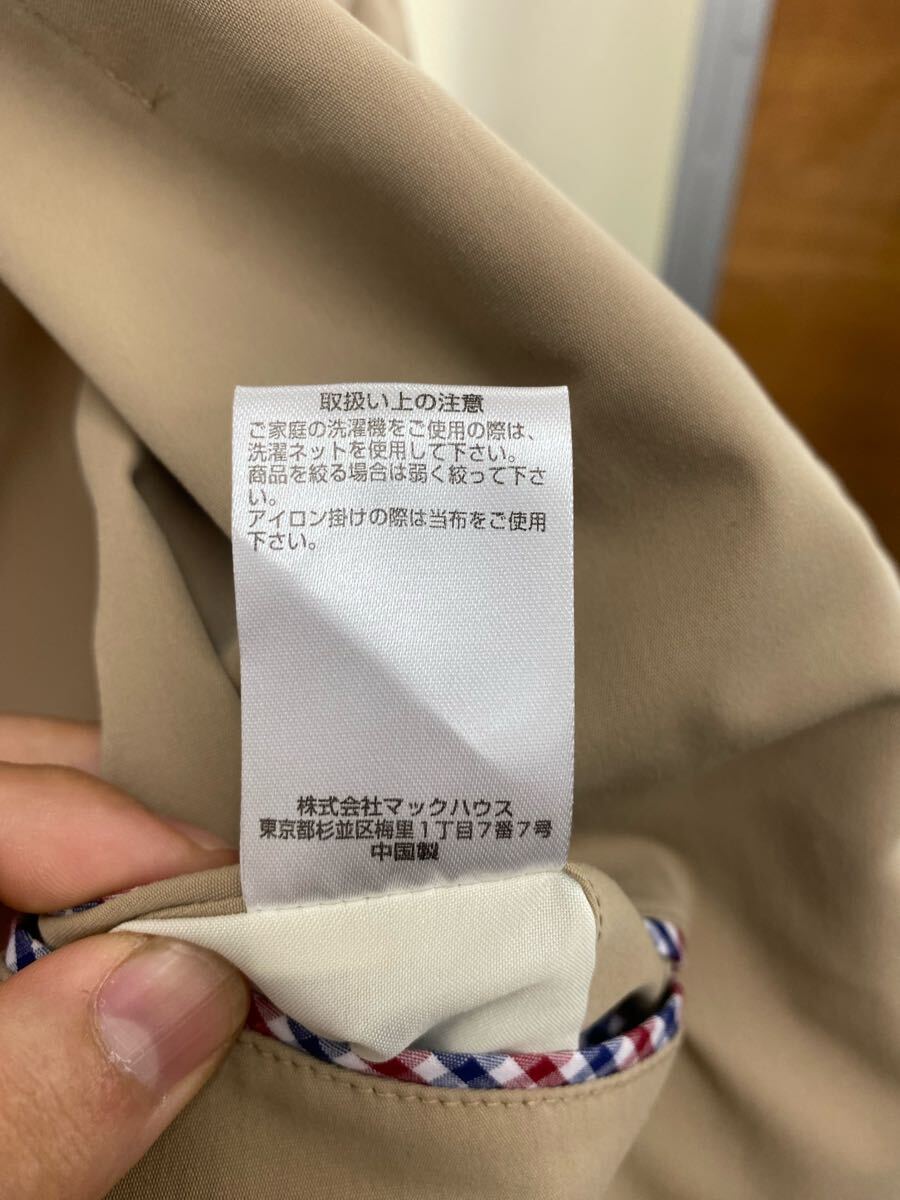 取扱い上の注意
ご家庭の洗濯機をご使用の際は、
洗濯ネットを使用して下さい。
商品を絞る場合は弱く絞って下さ
い。
アイロン掛けの際は当布をご使用
下さい。
株式会社マックハウス
東京都杉並区梅里1丁目7番7号
中国製